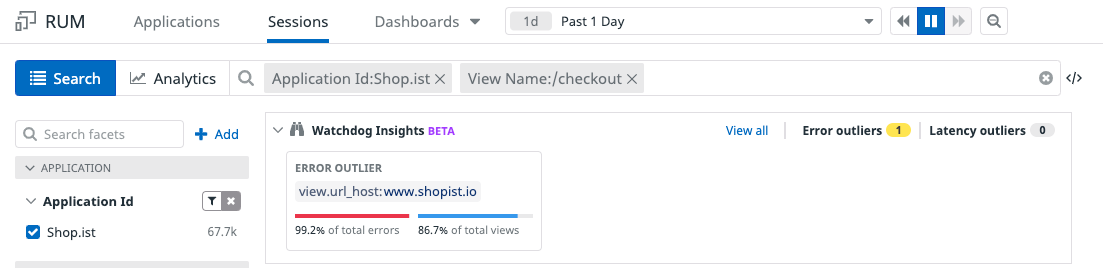 RUM Applications Sessions Dashboards 1d Past 1 Day
Search Analytics Application Id:Shop.ist View Name:/checkout </>
Search facets Add
Watchdog Insights BETA View all Error outliers 1 Latency outliers 0
APPLICATION
ERROR OUTLIER
view.url_host:www.shopist.io
Application Id
99.2% of total errors 86.7% of total views
Shop.ist 67.7k